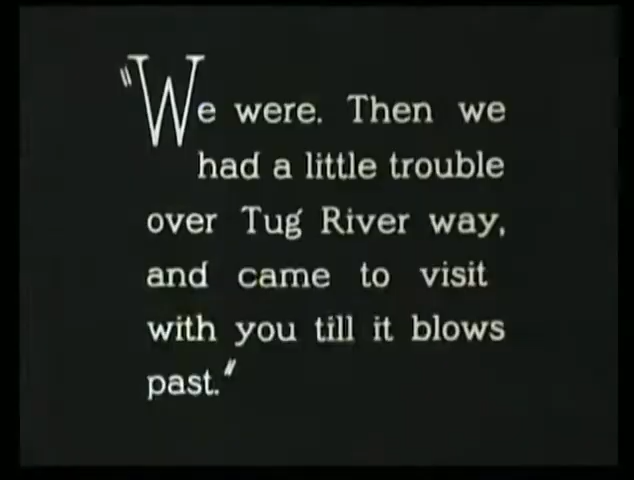 "We were. Then we
had a little trouble
over Tug River way,
and came to visit
with you till it blows
past."